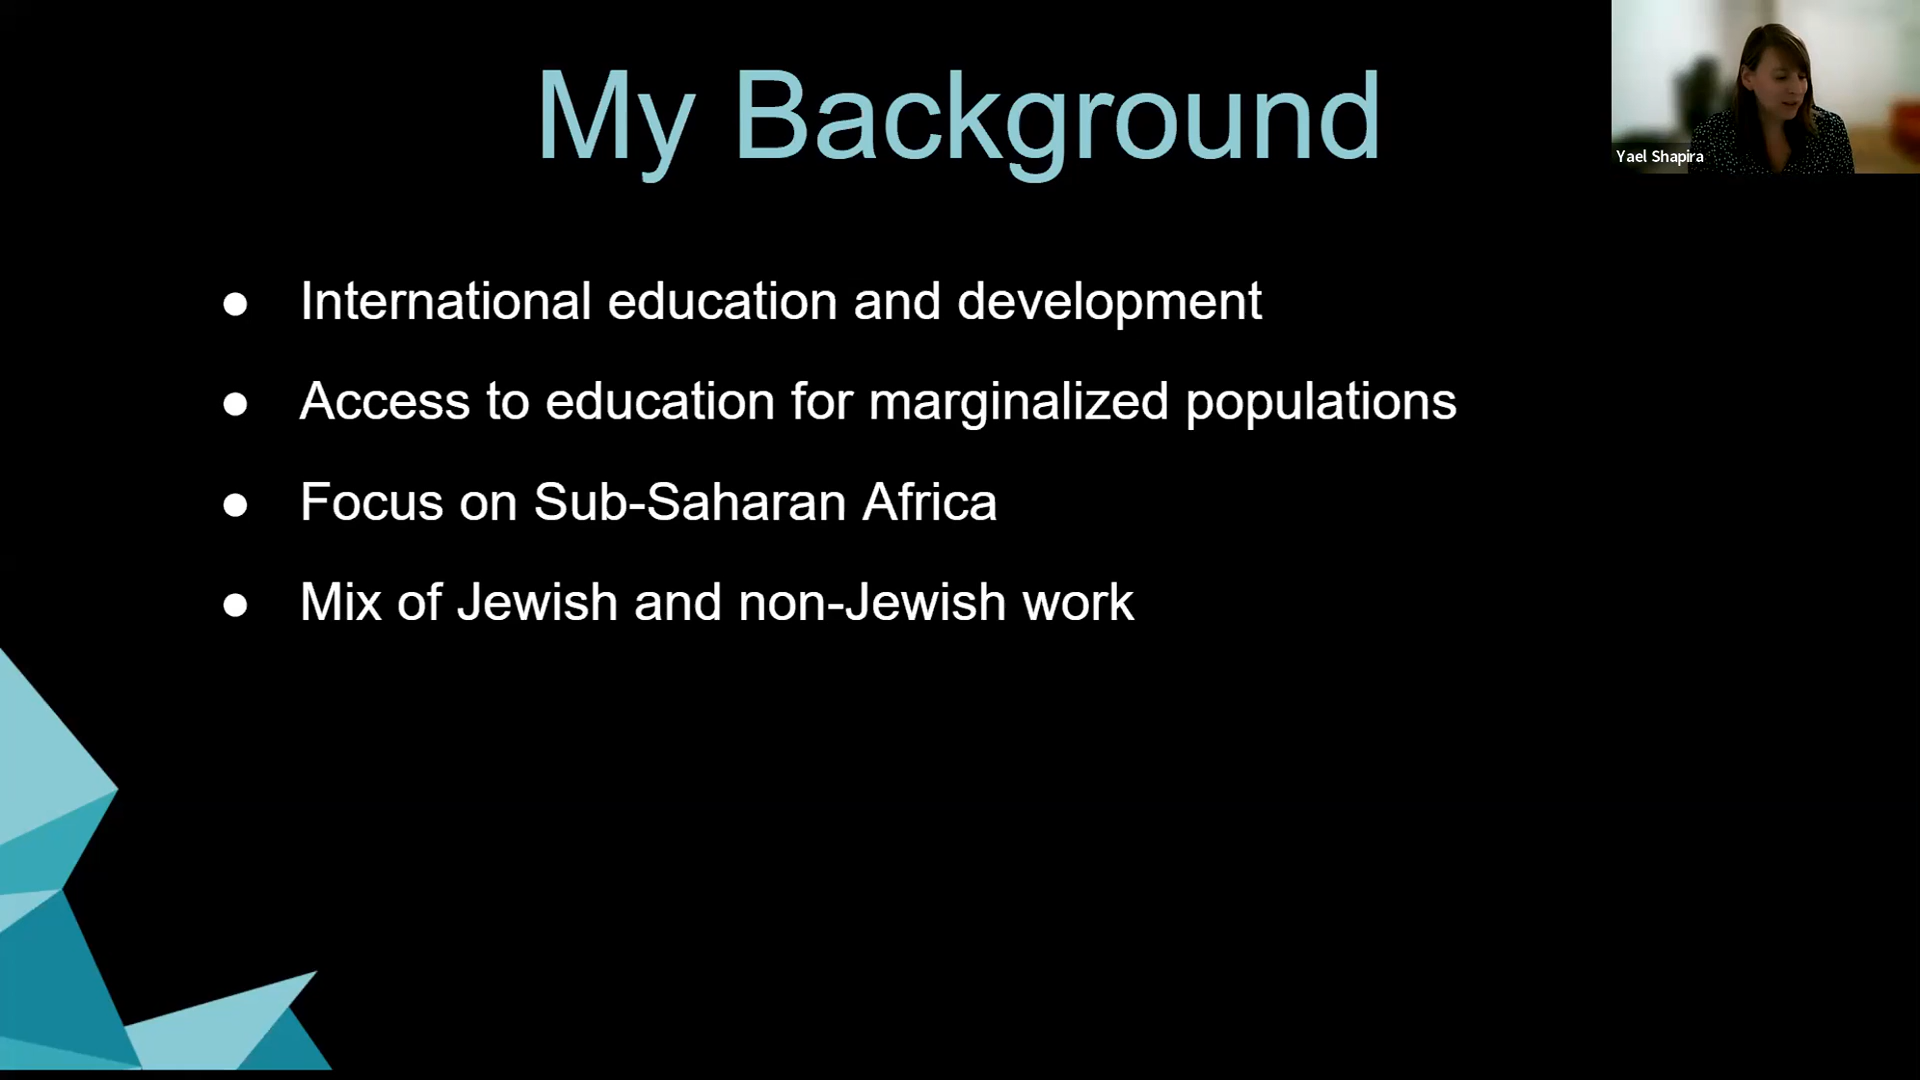 My Background
Yael Shapira
● International education and development
● Access to education for marginalized populations
● Focus on Sub-Saharan Africa
● Mix of Jewish and non-Jewish work